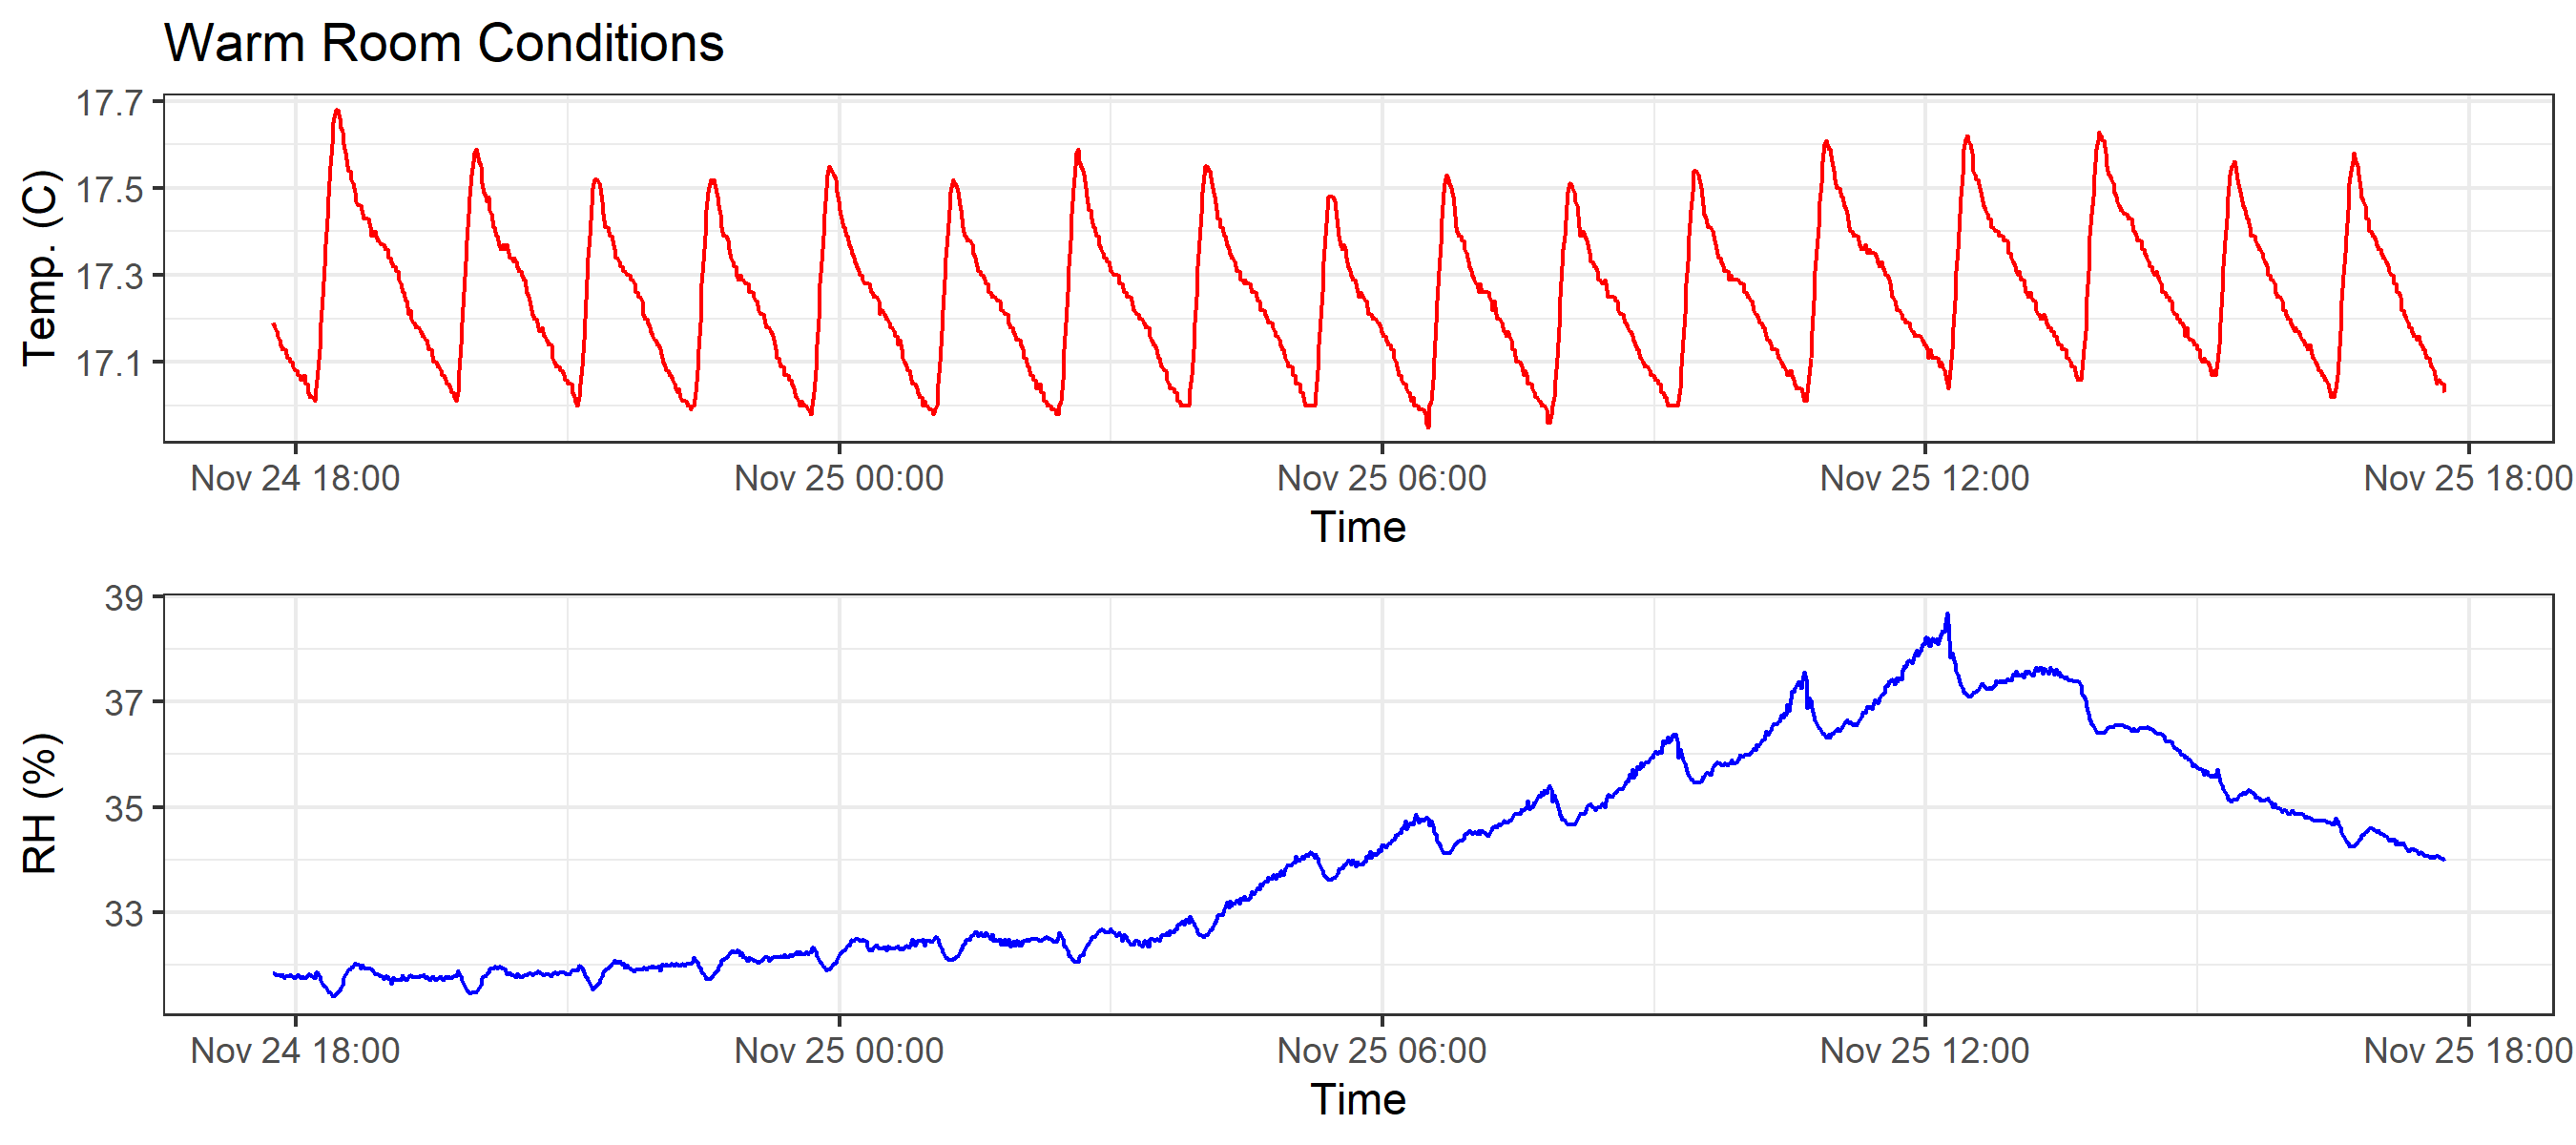 Warm Room Conditions
17.7
17.5
17.3
17.1
Temp. (C)
Nov 24 18:00 Nov 25 00:00 Nov 25 06:00 Nov 25 12:00 Nov 25 18:00
Time
39
37
35
33
RH (%)
Nov 24 18:00 Nov 25 00:00 Nov 25 06:00 Nov 25 12:00 Nov 25 18:00
Time